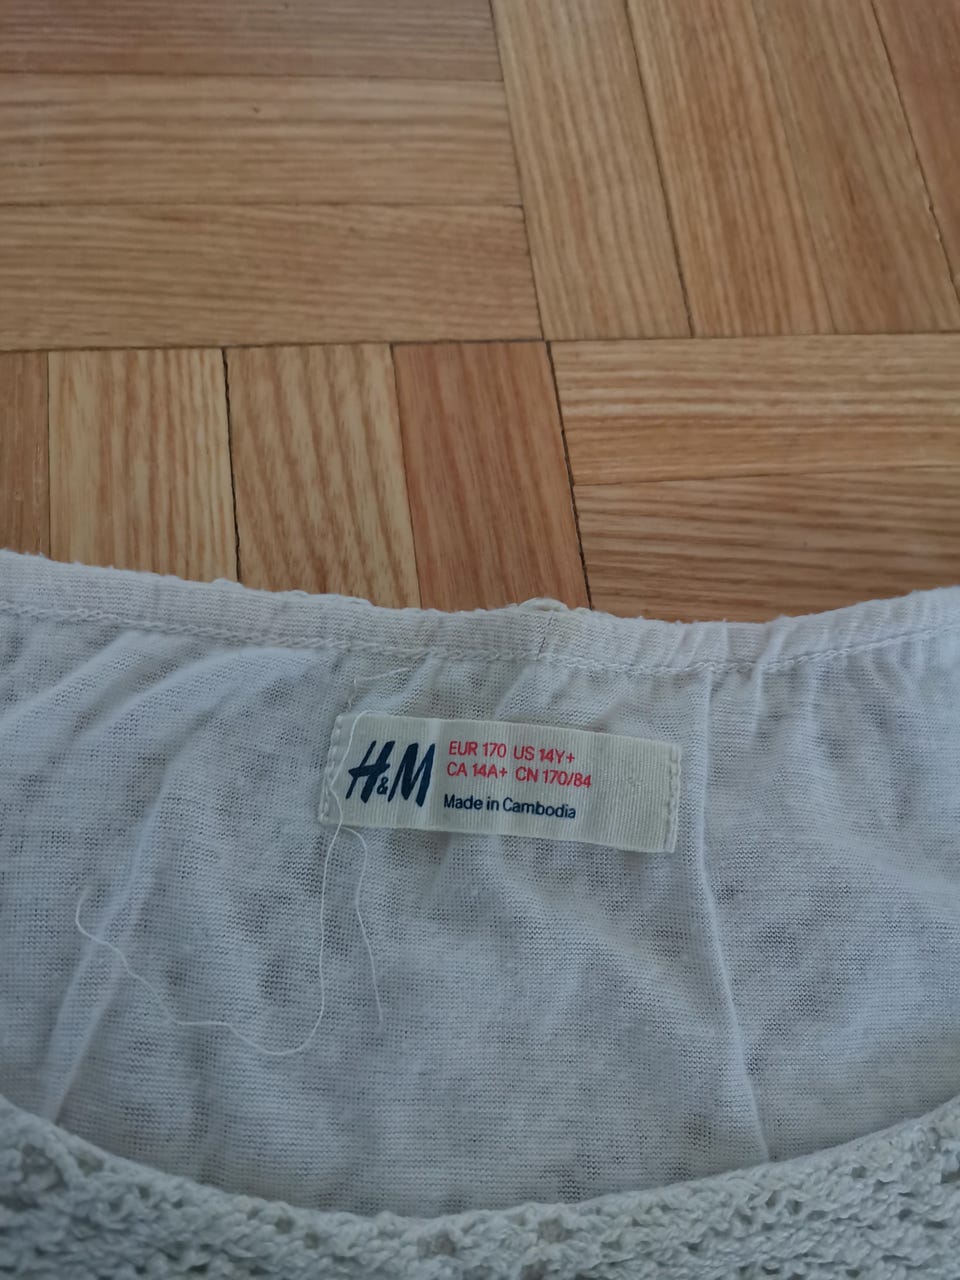 H&M
EUR 170 US 14Y+
CA 14A+ CN 170/84
Made in Cambodia